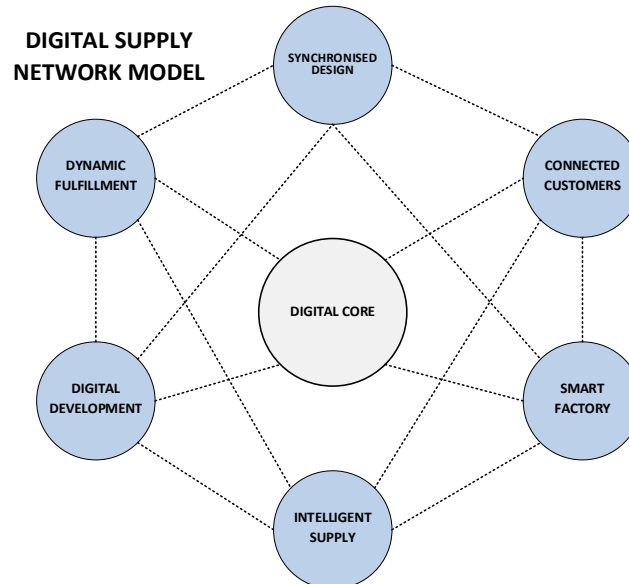 DIGITAL SUPPLY
NETWORK MODEL
SYNCHRONISED
DESIGN
DYNAMIC
FULFILLMENT
CONNECTED
CUSTOMERS
DIGITAL CORE
DIGITAL
DEVELOPMENT
SMART
FACTORY
INTELLIGENT
SUPPLY